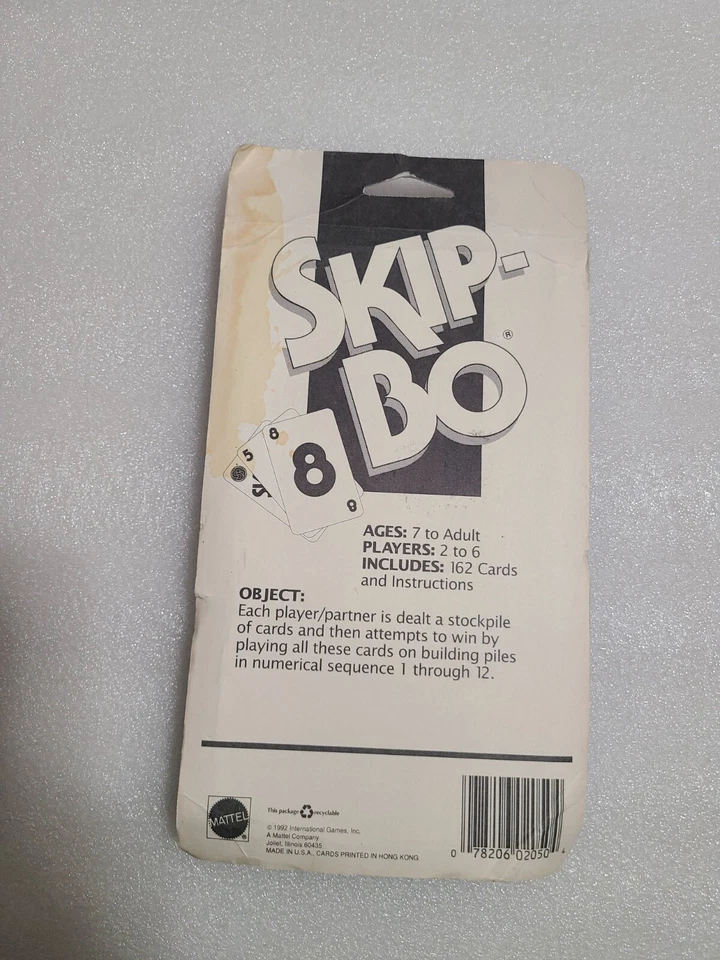 SKIP-
BO®
8
5
8
8
AGES: 7 to Adult
PLAYERS: 2 to 6
INCLUDES: 162 Cards
and Instructions
OBJECT:
Each player/partner is dealt a stockpile
of cards and then attempts to win by
playing all these cards on building piles
in numerical sequence 1 through 12.
MATTEL®
This package recyclable
© 1992 International Games, Inc.
A Mattel Company
Joliet, Illinois 60435
MADE IN U.S.A., CARDS PRINTED IN HONG KONG
0 78206 02050